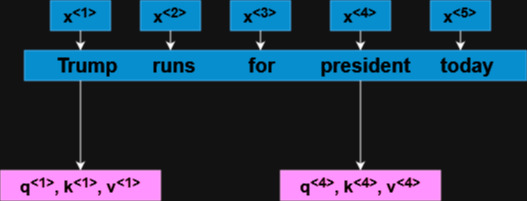 x<1> x<2> x<3> x<4> x<5>
Trump runs for president today
q<1>, k<1>, v<1> q<4>, k<4>, v<4>